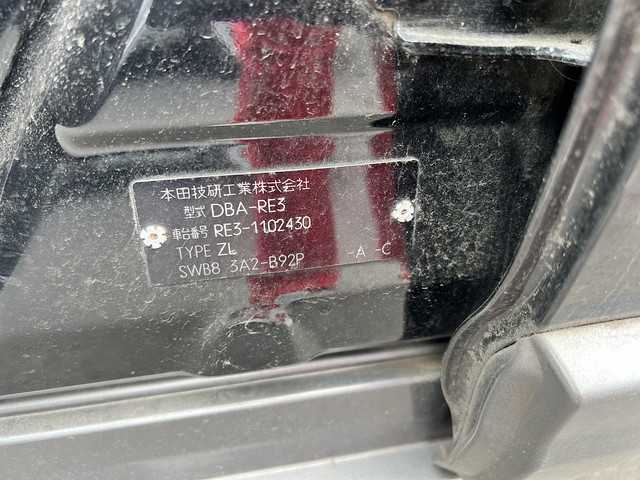 本田技研工業株式会社
型式 DBA-RE3
車台番号 RE3-1102430
TYPE ZL
SWB8 3A2-B92P -A -C